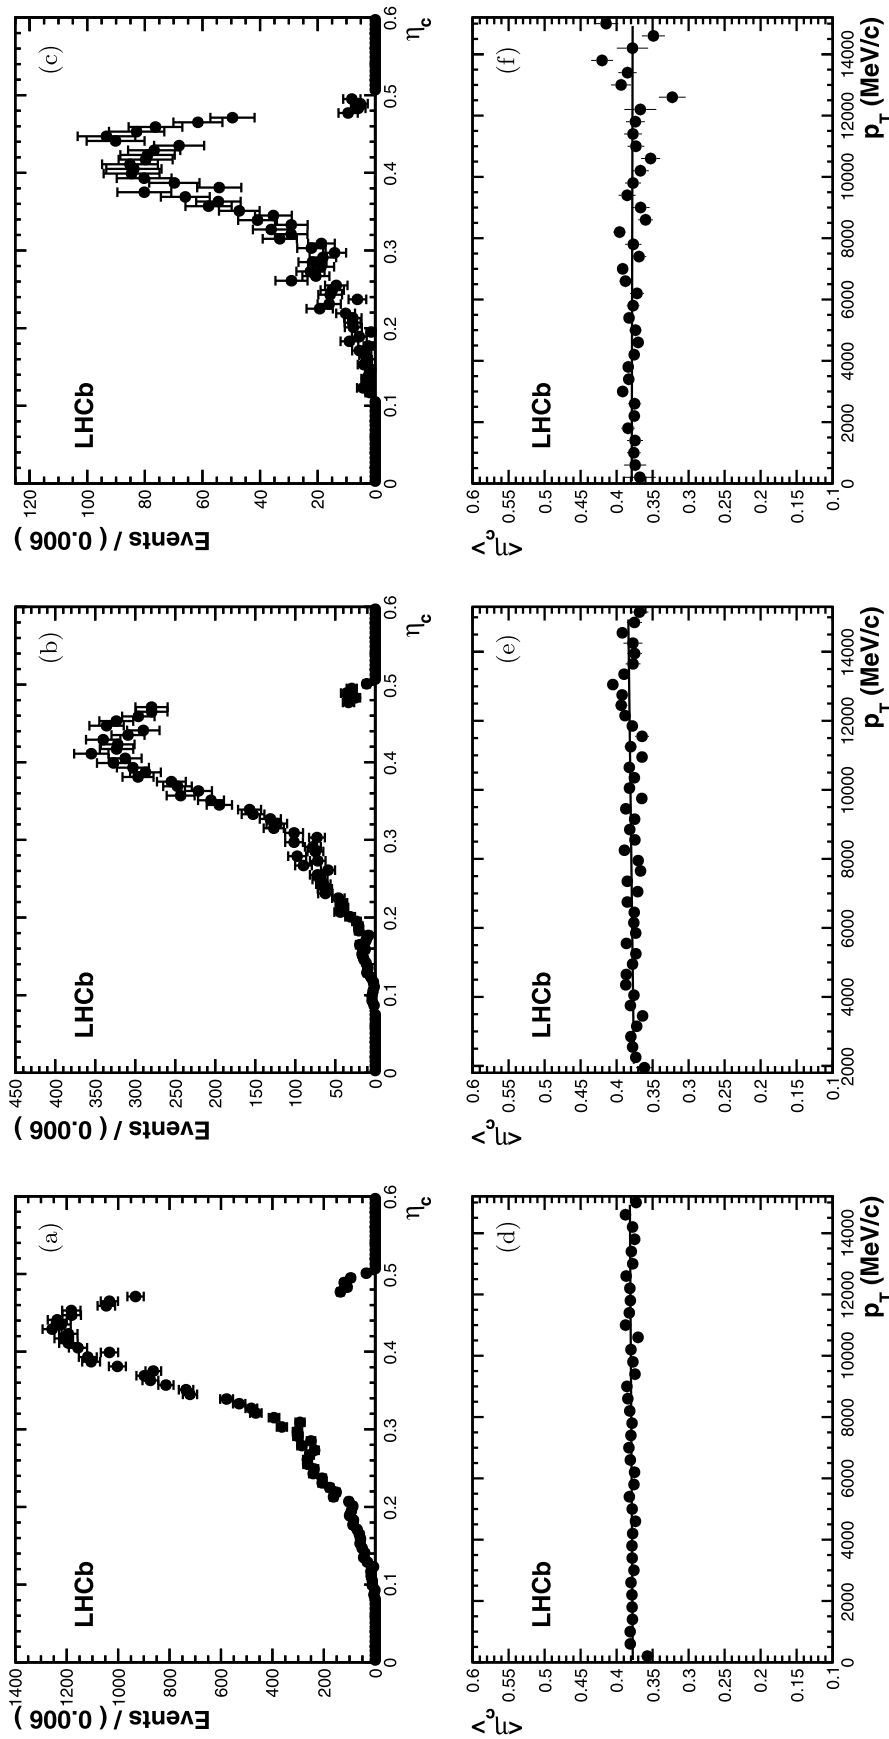 Events / ( 0.006 )
1400
1200
1000
800
600
400
200
0
LHCb
(a)
0 0.1 0.2 0.3 0.4 0.5 0.6
ηc
Events / ( 0.006 )
450
400
350
300
250
200
150
100
50
0
LHCb
(b)
0 0.1 0.2 0.3 0.4 0.5 0.6
ηc
Events / ( 0.006 )
120
100
80
60
40
20
0
LHCb
(c)
0 0.1 0.2 0.3 0.4 0.5 0.6
ηc
<ηc>
0.6
0.55
0.5
0.45
0.4
0.35
0.3
0.25
0.2
0.15
0.1
LHCb
(d)
0 2000 4000 6000 8000 10000 12000 14000
pT (MeV/c)
<ηc>
0.6
0.55
0.5
0.45
0.4
0.35
0.3
0.25
0.2
0.15
0.1
LHCb
(e)
2000 4000 6000 8000 10000 12000 14000
pT (MeV/c)
<ηc>
0.6
0.55
0.5
0.45
0.4
0.35
0.3
0.25
0.2
0.15
0.1
LHCb
(f)
0 2000 4000 6000 8000 10000 12000 14000
pT (MeV/c)